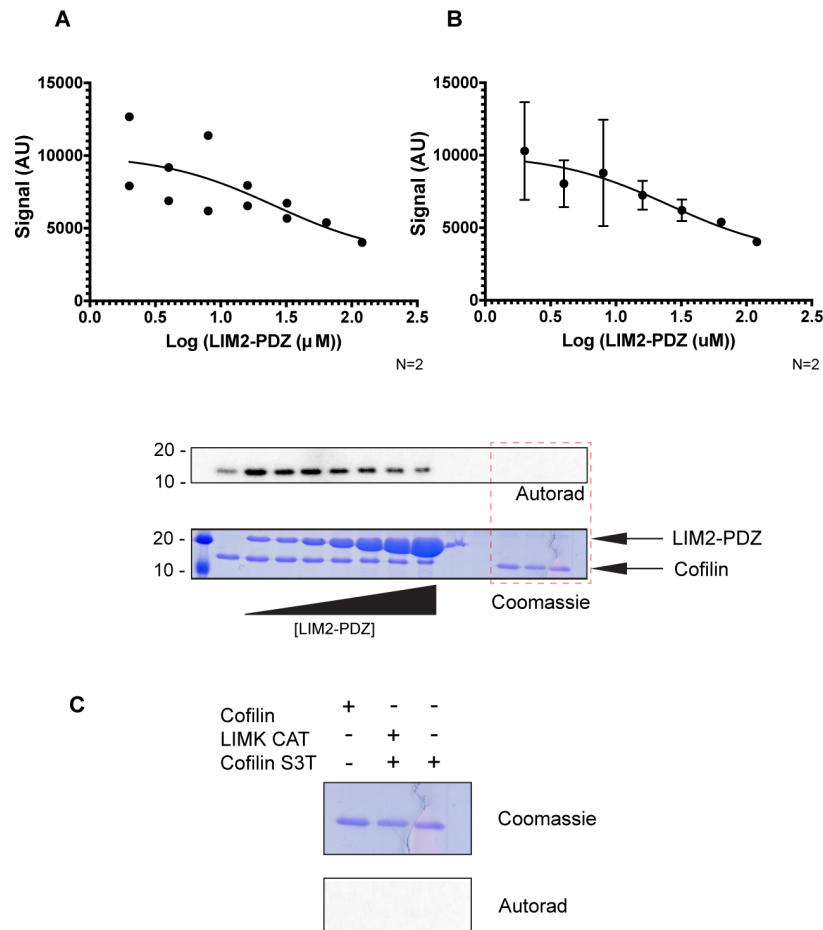 A
B
15000
10000
5000
0
Signal (AU)
0.0 0.5 1.0 1.5 2.0 2.5
Log (LIM2-PDZ (μM))
N=2
15000
10000
5000
0
Signal (AU)
0.0 0.5 1.0 1.5 2.0 2.5
Log (LIM2-PDZ (uM))
N=2
20 -
10 -
Autorad
20 -
10 -
LIM2-PDZ
Cofilin
Coomassie
[LIM2-PDZ]
C
Cofilin + - -
LIMK CAT - + -
Cofilin S3T - + +
Coomassie
Autorad